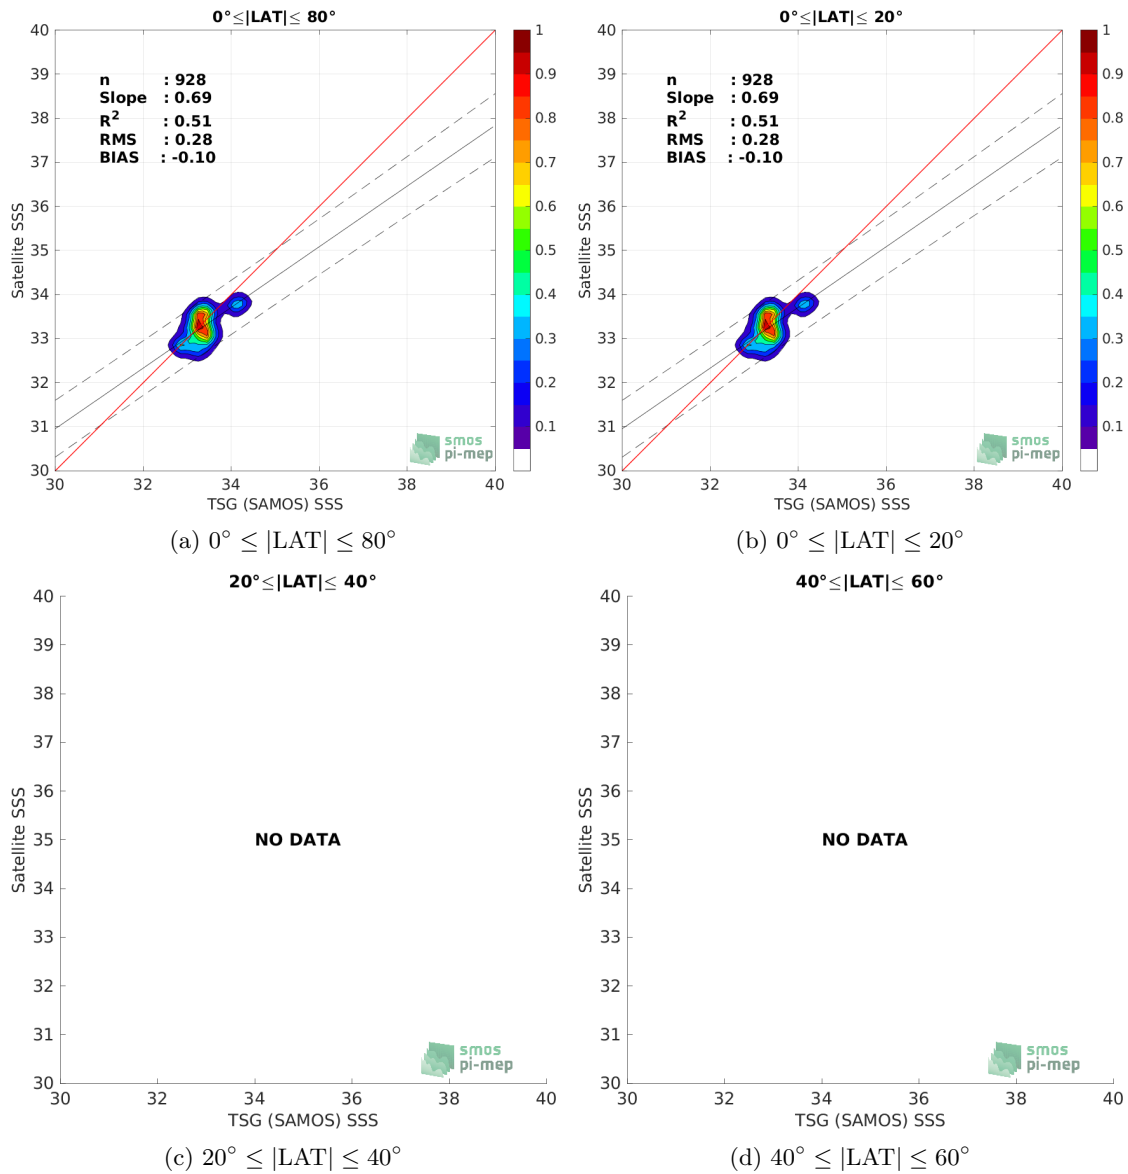 0°≤|LAT|≤ 80°
40
39
38
37
36
35
34
33
32
31
30
Satellite SSS
n : 928
Slope : 0.69
R² : 0.51
RMS : 0.28
BIAS : -0.10
smos
pi-mep
30 32 34 36 38 40
TSG (SAMOS) SSS
1
0.9
0.8
0.7
0.6
0.5
0.4
0.3
0.2
0.1
(a) 0° ≤ |LAT| ≤ 80°
0°≤|LAT|≤ 20°
40
39
38
37
36
35
34
33
32
31
30
Satellite SSS
n : 928
Slope : 0.69
R² : 0.51
RMS : 0.28
BIAS : -0.10
smos
pi-mep
30 32 34 36 38 40
TSG (SAMOS) SSS
1
0.9
0.8
0.7
0.6
0.5
0.4
0.3
0.2
0.1
(b) 0° ≤ |LAT| ≤ 20°
20°≤|LAT|≤ 40°
40
39
38
37
36
35
34
33
32
31
30
Satellite SSS
NO DATA
smos
pi-mep
30 32 34 36 38 40
TSG (SAMOS) SSS
(c) 20° ≤ |LAT| ≤ 40°
40°≤|LAT|≤ 60°
40
39
38
37
36
35
34
33
32
31
30
Satellite SSS
NO DATA
smos
pi-mep
30 32 34 36 38 40
TSG (SAMOS) SSS
(d) 40° ≤ |LAT| ≤ 60°